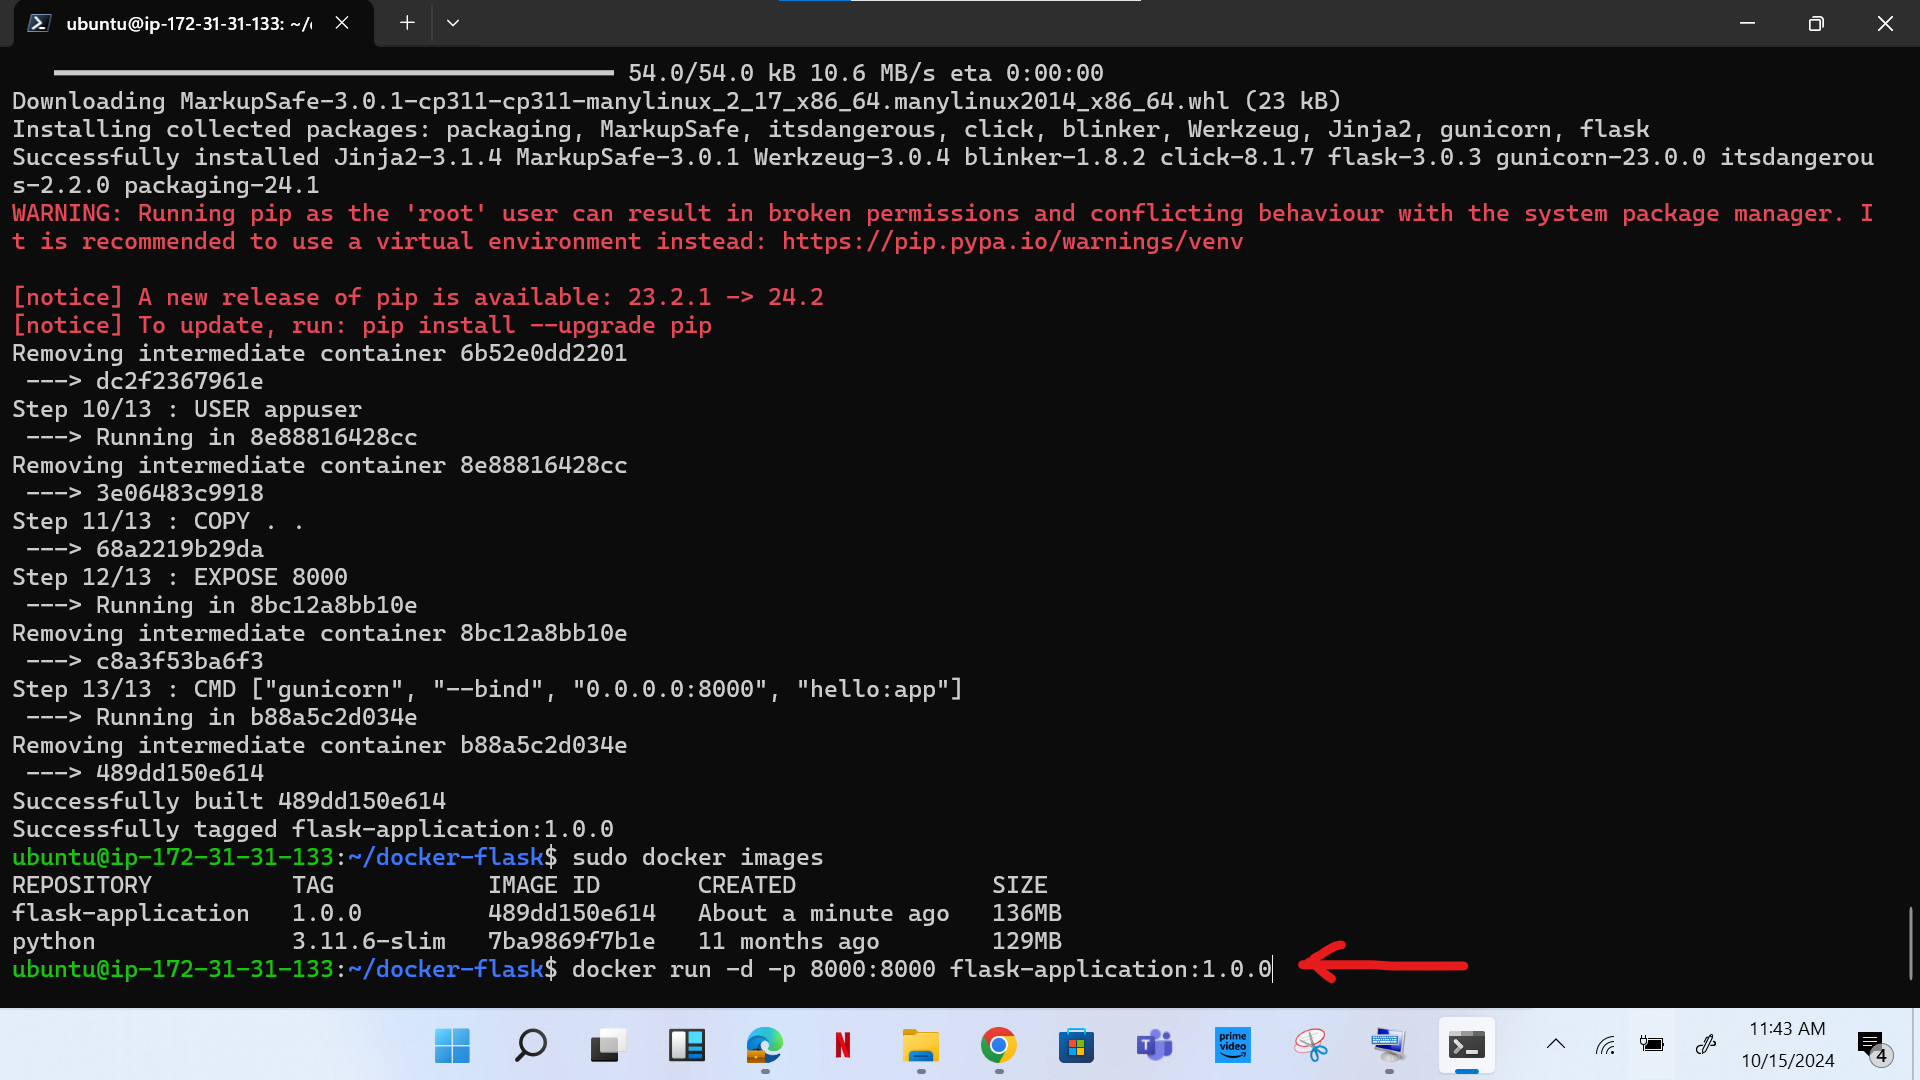 ubuntu@ip-172-31-31-133: ~/
54.0/54.0 kB 10.6 MB/s eta 0:00:00
Downloading MarkupSafe-3.0.1-cp311-cp311-manylinux_2_17_x86_64.manylinux2014_x86_64.whl (23 kB)
Installing collected packages: packaging, MarkupSafe, itsdangerous, click, blinker, Werkzeug, Jinja2, gunicorn, flask
Successfully installed Jinja2-3.1.4 MarkupSafe-3.0.1 Werkzeug-3.0.4 blinker-1.8.2 click-8.1.7 flask-3.0.3 gunicorn-23.0.0 itsdangerou
s-2.2.0 packaging-24.1
WARNING: Running pip as the 'root' user can result in broken permissions and conflicting behaviour with the system package manager. I
t is recommended to use a virtual environment instead: https://pip.pypa.io/warnings/venv
[notice] A new release of pip is available: 23.2.1 -> 24.2
[notice] To update, run: pip install --upgrade pip
Removing intermediate container 6b52e0dd2201
 ---> dc2f2367961e
Step 10/13 : USER appuser
 ---> Running in 8e88816428cc
Removing intermediate container 8e88816428cc
 ---> 3e06483c9918
Step 11/13 : COPY . .
 ---> 68a2219b29da
Step 12/13 : EXPOSE 8000
 ---> Running in 8bc12a8bb10e
Removing intermediate container 8bc12a8bb10e
 ---> c8a3f53ba6f3
Step 13/13 : CMD ["gunicorn", "--bind", "0.0.0.0:8000", "hello:app"]
 ---> Running in b88a5c2d034e
Removing intermediate container b88a5c2d034e
 ---> 489dd150e614
Successfully built 489dd150e614
Successfully tagged flask-application:1.0.0
ubuntu@ip-172-31-31-133:~/docker-flask$ sudo docker images
REPOSITORY          TAG           IMAGE ID       CREATED              SIZE
flask-application   1.0.0         489dd150e614   About a minute ago   136MB
python              3.11.6-slim   7ba9869f7b1e   11 months ago        129MB
ubuntu@ip-172-31-31-133:~/docker-flask$ docker run -d -p 8000:8000 flask-application:1.0.0
N
T
prime video
11:43 AM
10/15/2024
4